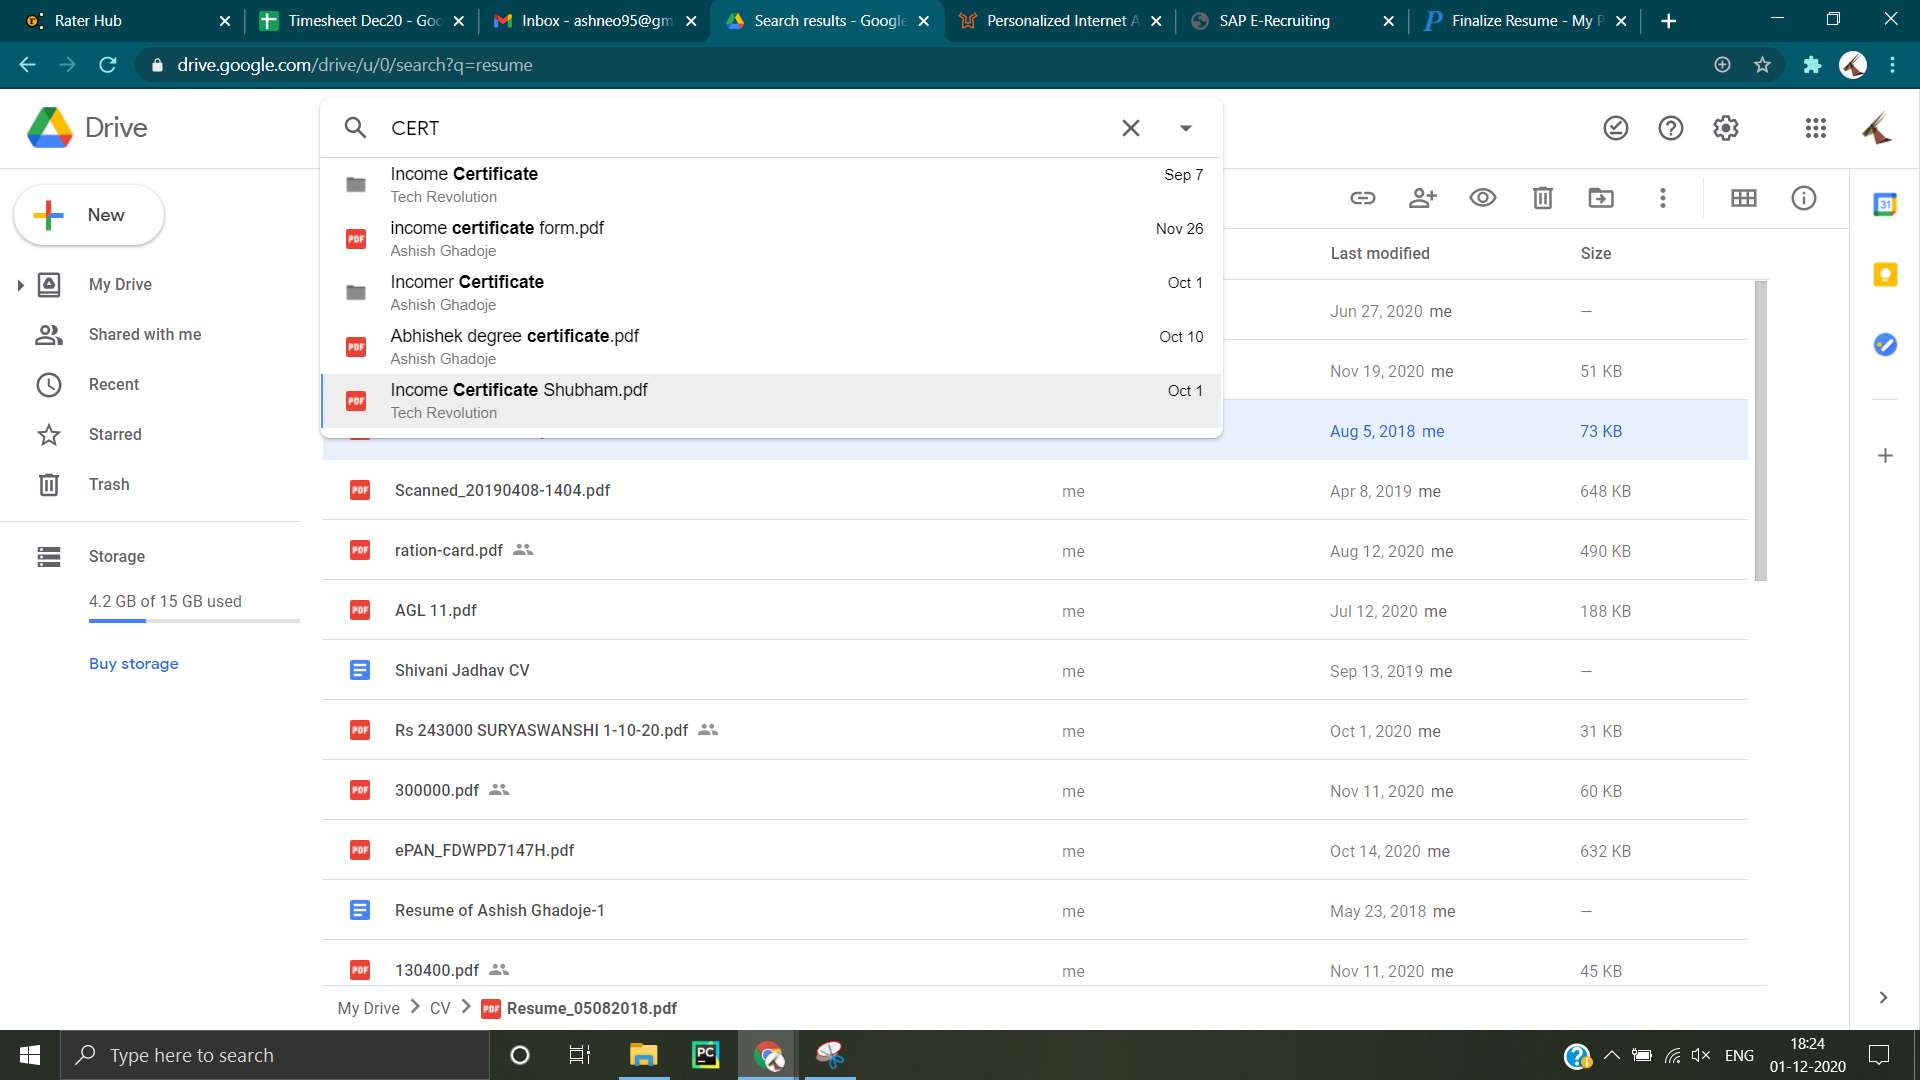 Rater Hub
Timesheet Dec20 - Goo
Inbox - ashneo95@gm
Search results - Google
Personalized Internet A
SAP E-Recruiting
Finalize Resume - My P
drive.google.com/drive/u/0/search?q=resume
Drive
CERT
Income Certificate Sep 7
Tech Revolution
income certificate form.pdf Nov 26
Ashish Ghadoje
Incomer Certificate Oct 1
Ashish Ghadoje
Abhishek degree certificate.pdf Oct 10
Ashish Ghadoje
Income Certificate Shubham.pdf Oct 1
Tech Revolution
New
My Drive
Shared with me
Recent
Starred
Trash
Storage
4.2 GB of 15 GB used
Buy storage
Last modified Size
Jun 27, 2020 me –
Nov 19, 2020 me 51 KB
Aug 5, 2018 me 73 KB
PDF Scanned_20190408-1404.pdf me Apr 8, 2019 me 648 KB
PDF ration-card.pdf me Aug 12, 2020 me 490 KB
PDF AGL 11.pdf me Jul 12, 2020 me 188 KB
Shivani Jadhav CV me Sep 13, 2019 me –
PDF Rs 243000 SURYASWANSHI 1-10-20.pdf me Oct 1, 2020 me 31 KB
PDF 300000.pdf me Nov 11, 2020 me 60 KB
PDF ePAN_FDWPD7147H.pdf me Oct 14, 2020 me 632 KB
Resume of Ashish Ghadoje-1 me May 23, 2018 me –
PDF 130400.pdf me Nov 11, 2020 me 45 KB
My Drive > CV > PDF Resume_05082018.pdf
31
Type here to search
PC
ENG
18:24
01-12-2020